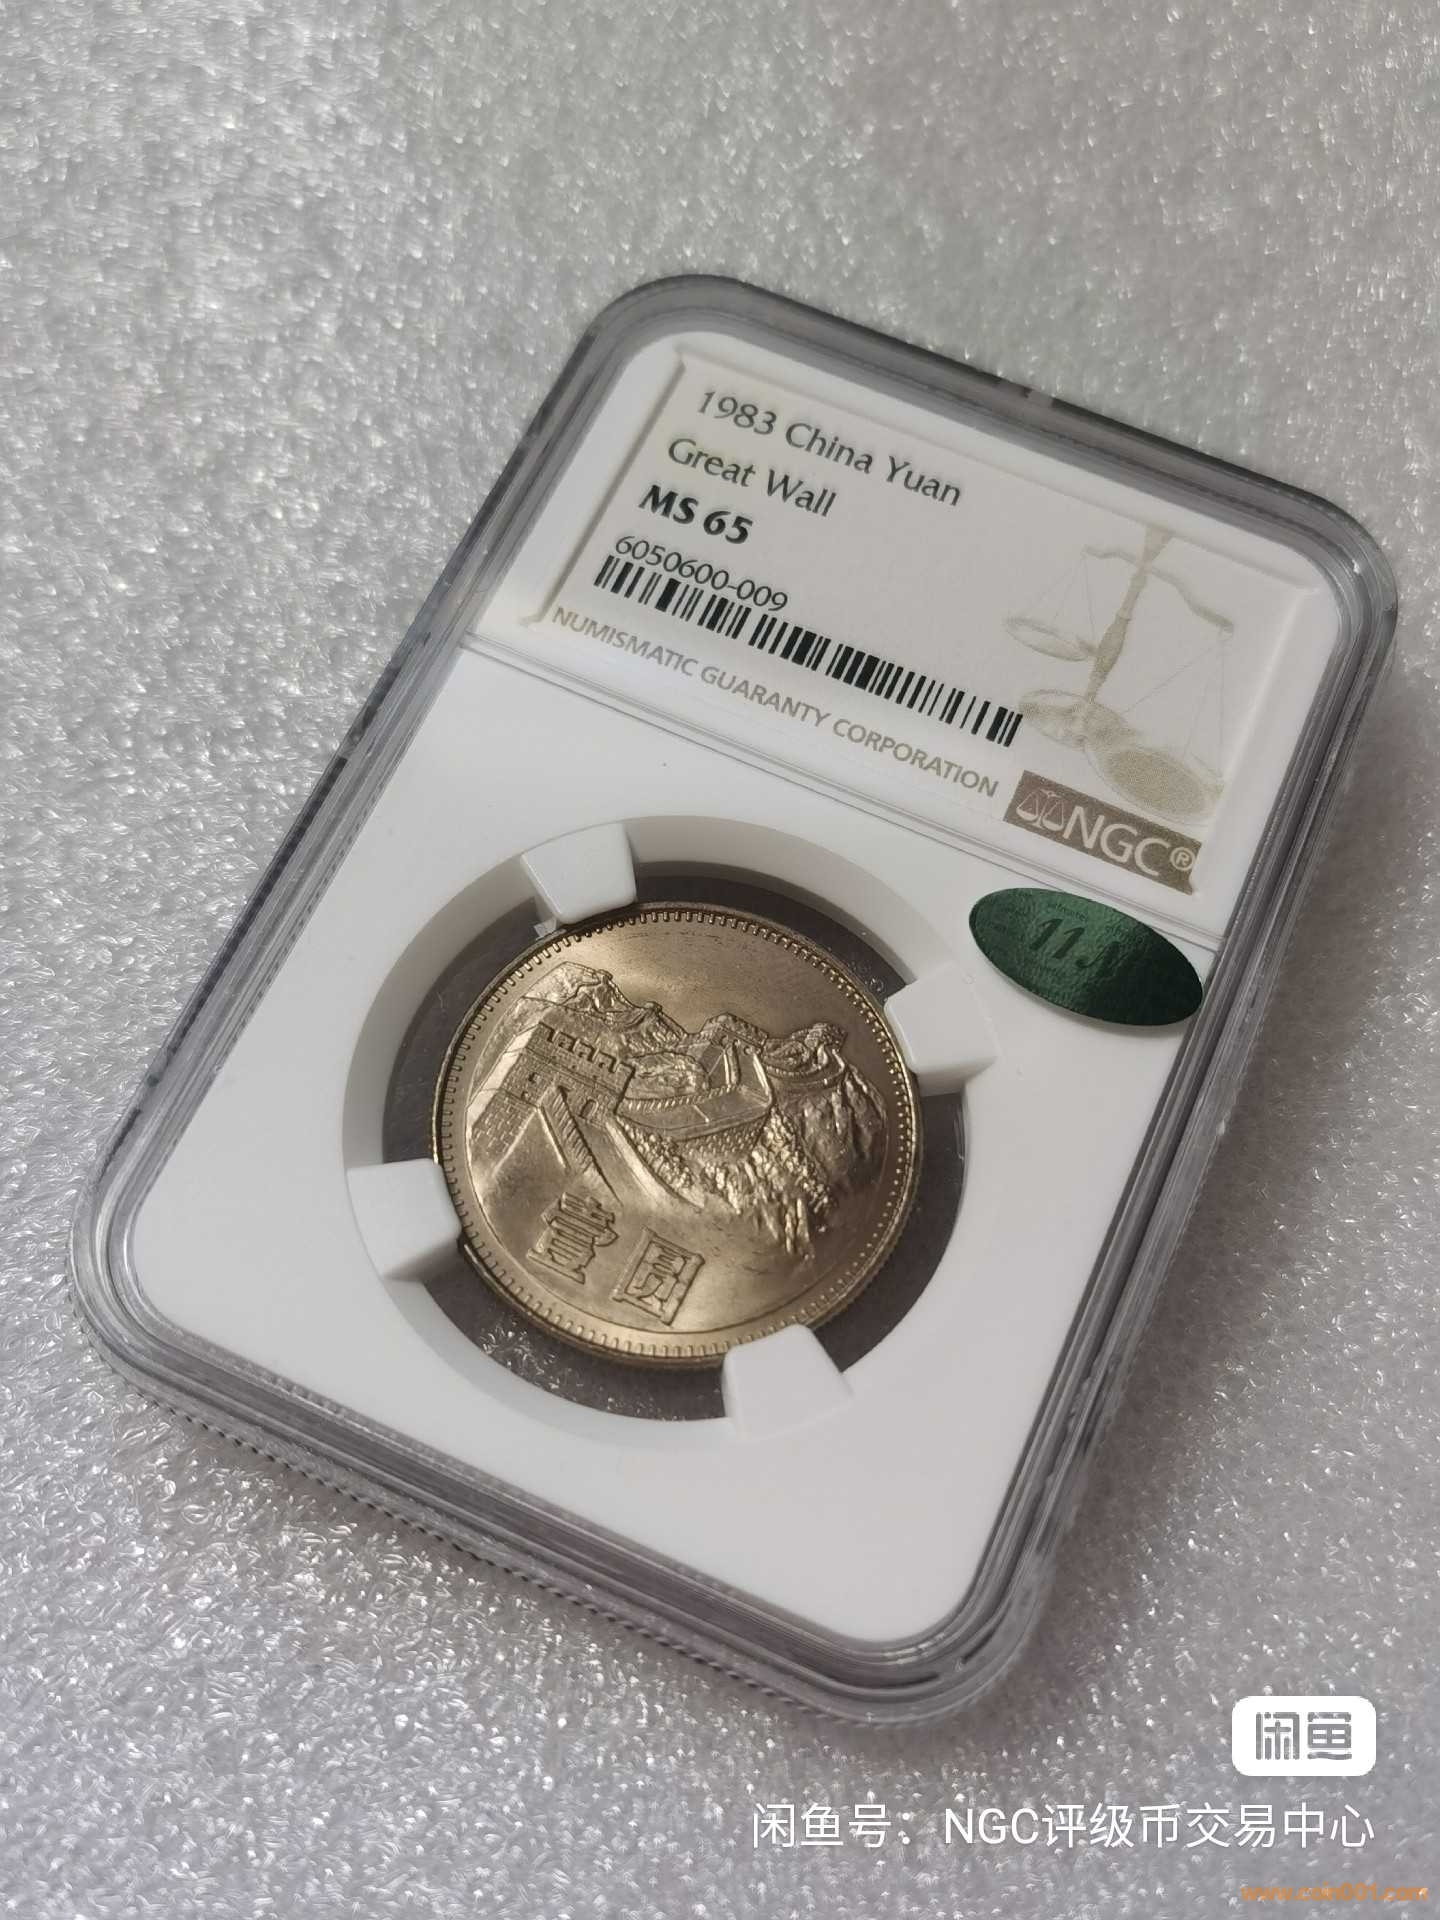 1983 China Yuan
Great Wall
MS 65
6050600-009
NUMISMATIC GUARANTY CORPORATION
NGC®
壹圆
闲鱼
闲鱼号：NGC评级币交易中心
www.coin001.com